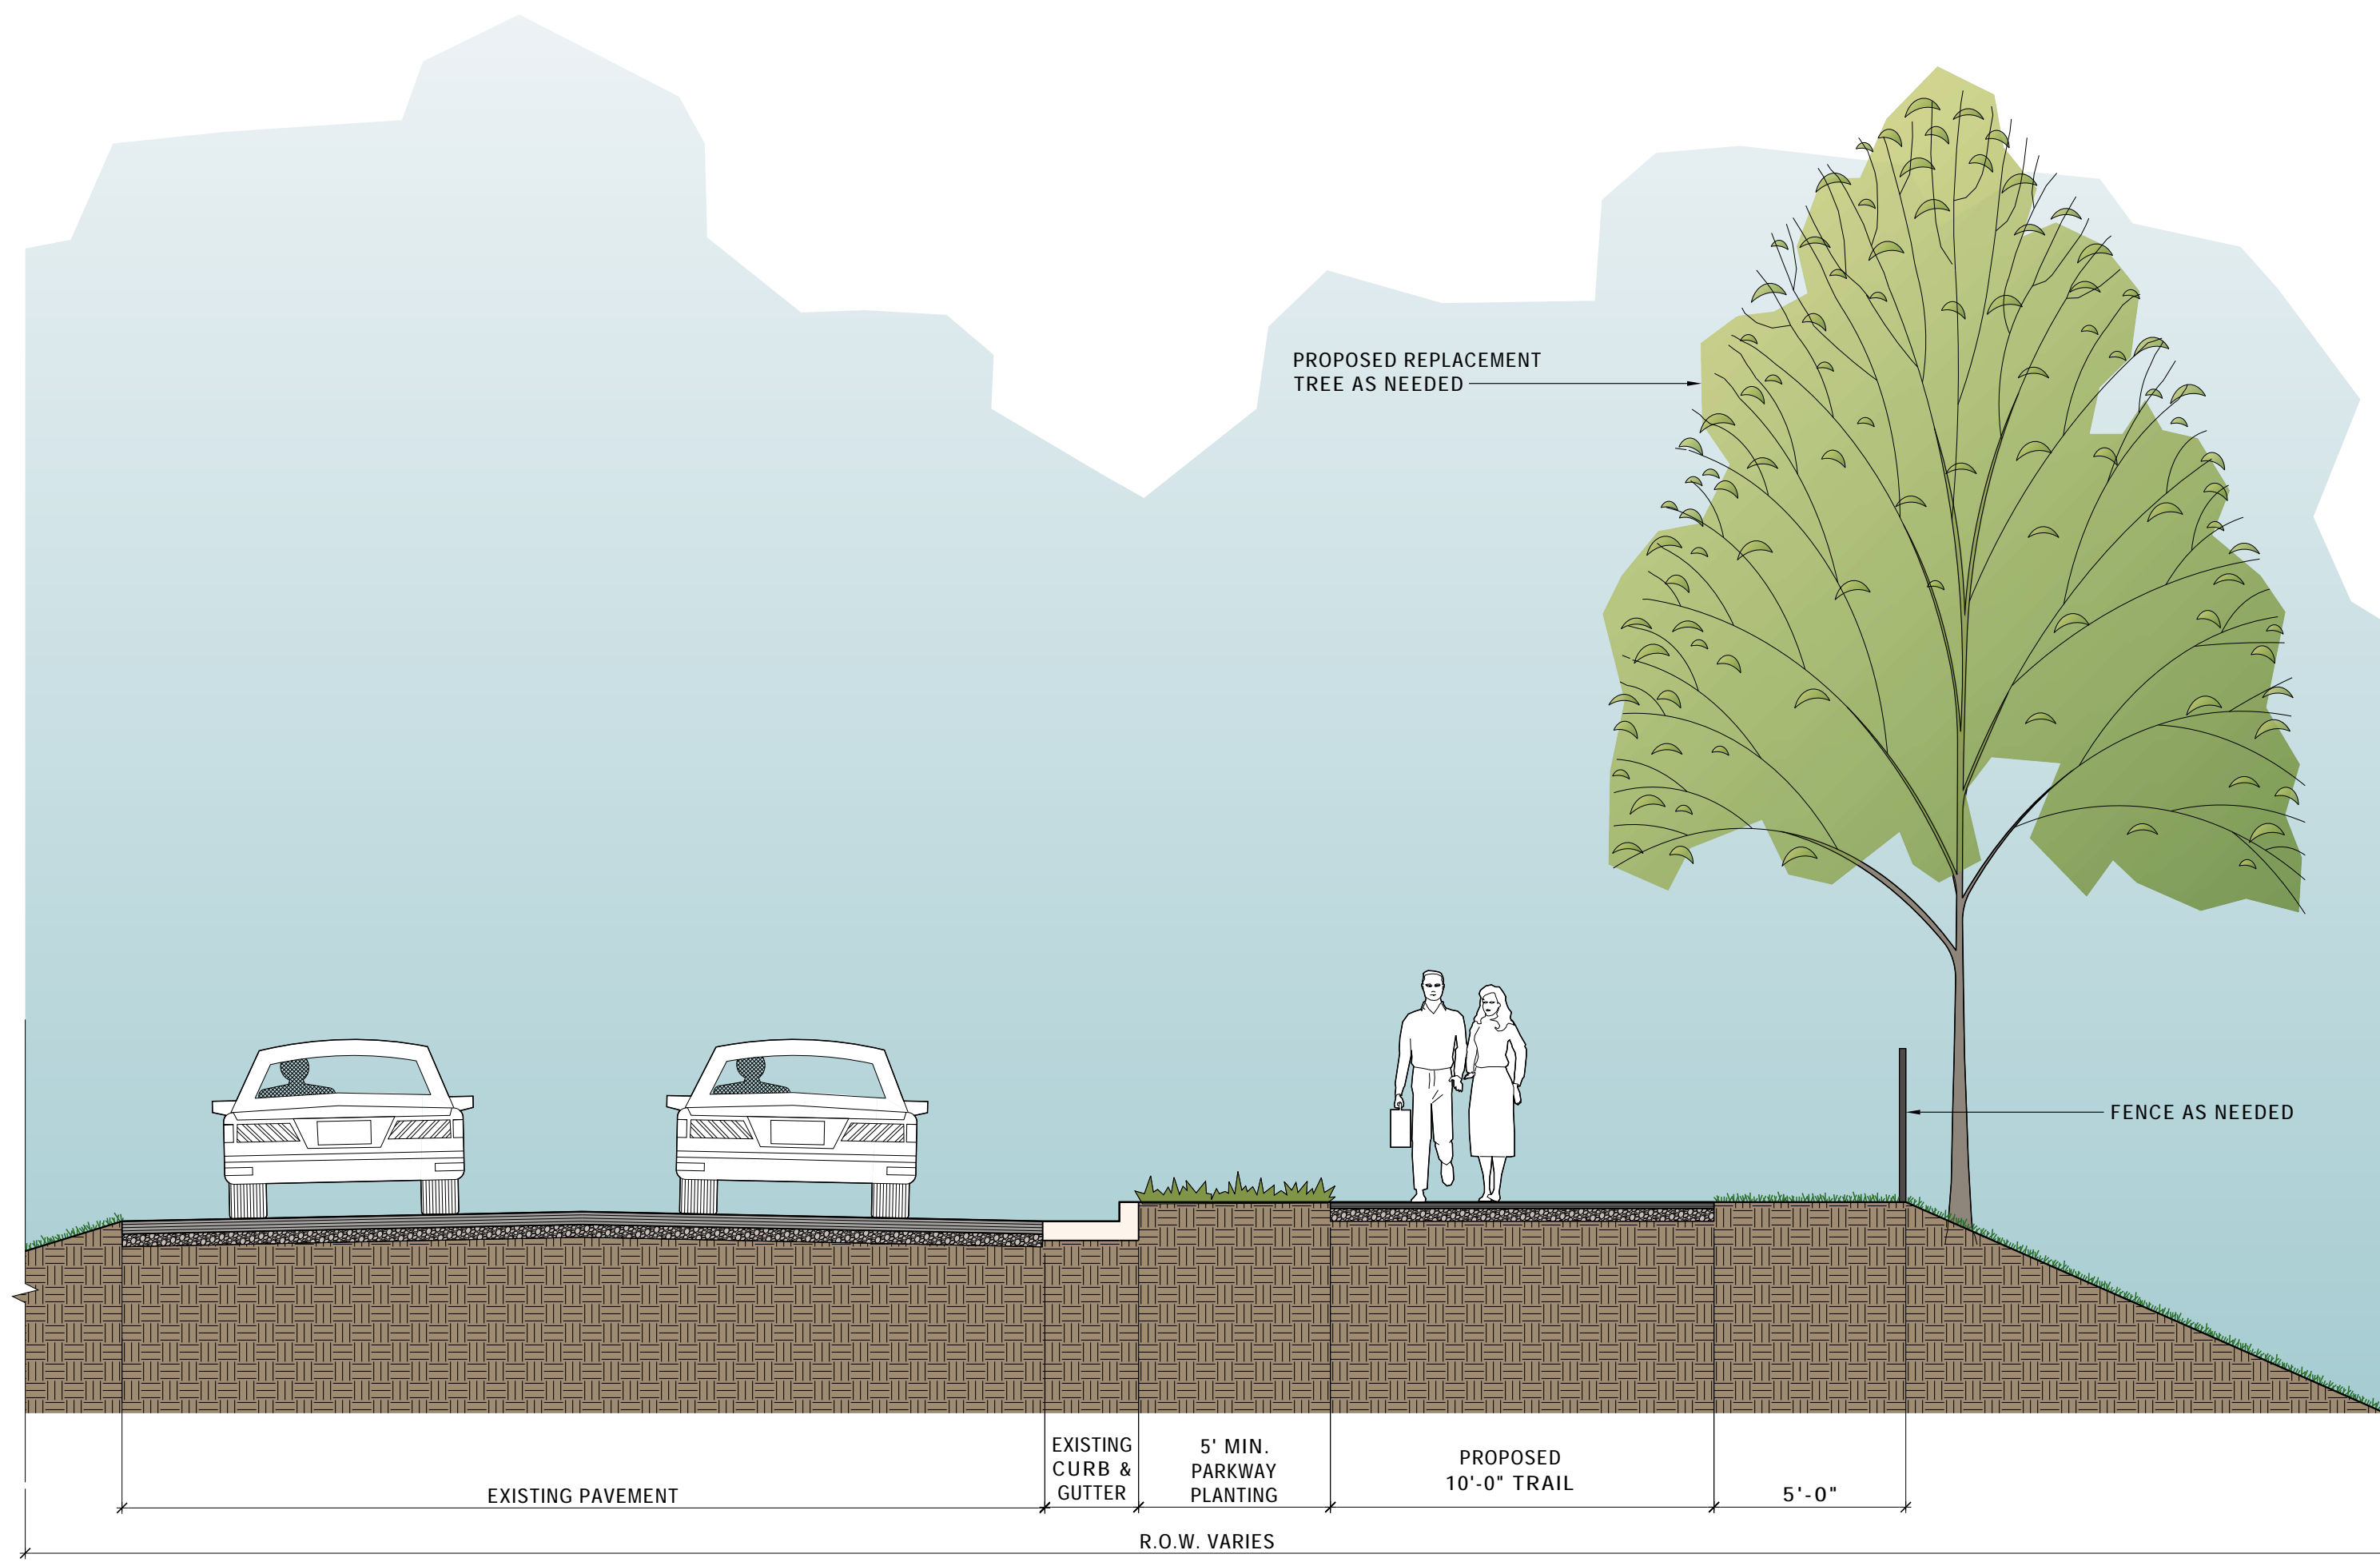 PROPOSED REPLACEMENT
TREE AS NEEDED
FENCE AS NEEDED
EXISTING PAVEMENT
EXISTING
CURB &
GUTTER
5' MIN.
PARKWAY
PLANTING
PROPOSED
10'-0" TRAIL
5'-0"
R.O.W. VARIES